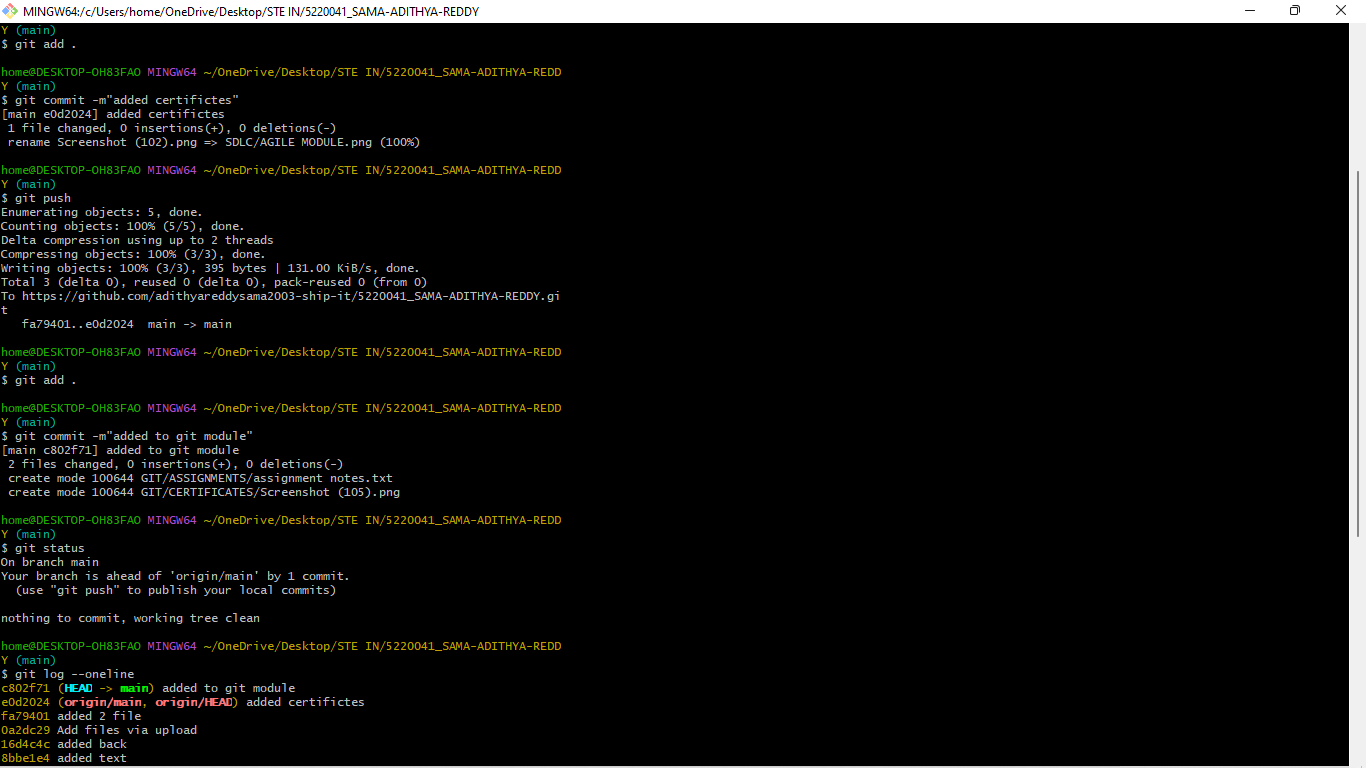 MINGW64:/c/Users/home/OneDrive/Desktop/STE IN/5220041_SAMA-ADITHYA-REDDY
Y (main)
$ git add .
home@DESKTOP-OH83FAO MINGW64 ~/OneDrive/Desktop/STE IN/5220041_SAMA-ADITHYA-REDD
Y (main)
$ git commit -m"added certifictes"
[main e0d2024] added certifictes
 1 file changed, 0 insertions(+), 0 deletions(-)
 rename Screenshot (102).png => SDLC/AGILE MODULE.png (100%)
home@DESKTOP-OH83FAO MINGW64 ~/OneDrive/Desktop/STE IN/5220041_SAMA-ADITHYA-REDD
Y (main)
$ git push
Enumerating objects: 5, done.
Counting objects: 100% (5/5), done.
Delta compression using up to 2 threads
Compressing objects: 100% (3/3), done.
Writing objects: 100% (3/3), 395 bytes | 131.00 KiB/s, done.
Total 3 (delta 0), reused 0 (delta 0), pack-reused 0 (from 0)
To https://github.com/adithyareddysama2003-ship-it/5220041_SAMA-ADITHYA-REDDY.gi
t
   fa79401..e0d2024  main -> main
home@DESKTOP-OH83FAO MINGW64 ~/OneDrive/Desktop/STE IN/5220041_SAMA-ADITHYA-REDD
Y (main)
$ git add .
home@DESKTOP-OH83FAO MINGW64 ~/OneDrive/Desktop/STE IN/5220041_SAMA-ADITHYA-REDD
Y (main)
$ git commit -m"added to git module"
[main c802f71] added to git module
 2 files changed, 0 insertions(+), 0 deletions(-)
 create mode 100644 GIT/ASSIGNMENTS/assignment notes.txt
 create mode 100644 GIT/CERTIFICATES/Screenshot (105).png
home@DESKTOP-OH83FAO MINGW64 ~/OneDrive/Desktop/STE IN/5220041_SAMA-ADITHYA-REDD
Y (main)
$ git status
On branch main
Your branch is ahead of 'origin/main' by 1 commit.
  (use "git push" to publish your local commits)
nothing to commit, working tree clean
home@DESKTOP-OH83FAO MINGW64 ~/OneDrive/Desktop/STE IN/5220041_SAMA-ADITHYA-REDD
Y (main)
$ git log --oneline
c802f71 (HEAD -> main) added to git module
e0d2024 (origin/main, origin/HEAD) added certifictes
fa79401 added 2 file
0a2dc29 Add files via upload
16d4c4c added back
8bbe1e4 added text